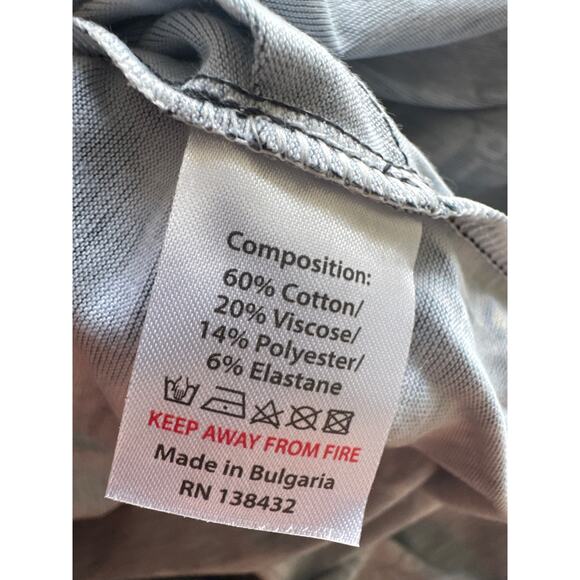 Composition:
60% Cotton/
20% Viscose/
14% Polyester/
6% Elastane
KEEP AWAY FROM FIRE
Made in Bulgaria
RN 138432